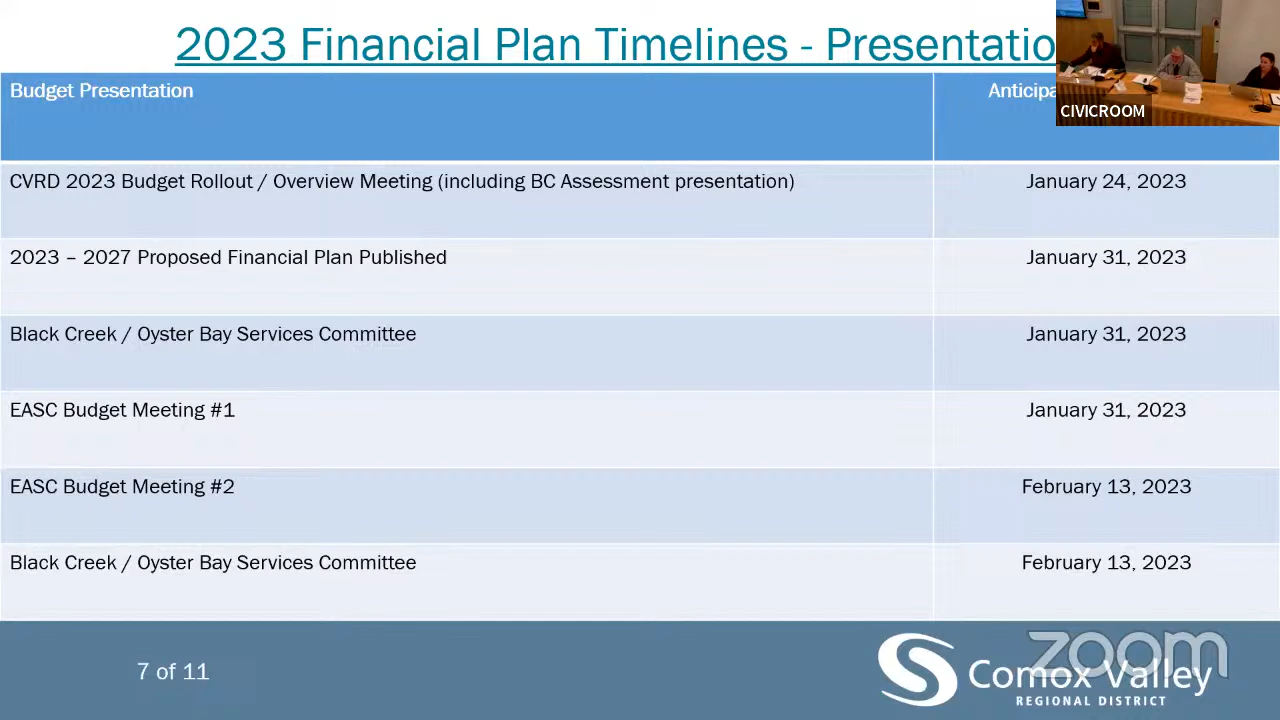 2023 Financial Plan Timelines - Presentatio
Budget Presentation
Anticipa
CIVICROOM
CVRD 2023 Budget Rollout / Overview Meeting (including BC Assessment presentation)
January 24, 2023
2023 – 2027 Proposed Financial Plan Published
January 31, 2023
Black Creek / Oyster Bay Services Committee
January 31, 2023
EASC Budget Meeting #1
January 31, 2023
EASC Budget Meeting #2
February 13, 2023
Black Creek / Oyster Bay Services Committee
February 13, 2023
7 of 11
zoom
Comox Valley
REGIONAL DISTRICT